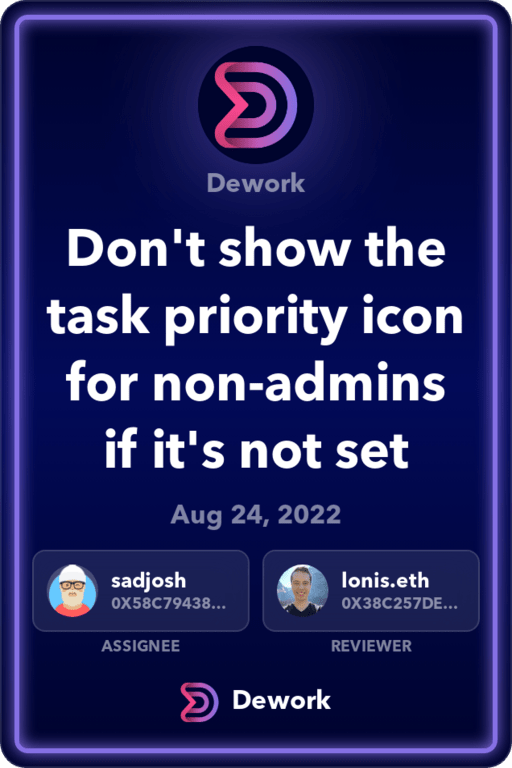 Dework
Don't show the
task priority icon
for non-admins
if it's not set
Aug 24, 2022
sadjosh
0X58C79438...
lonis.eth
0X38C257DE...
ASSIGNEE
REVIEWER
Dework